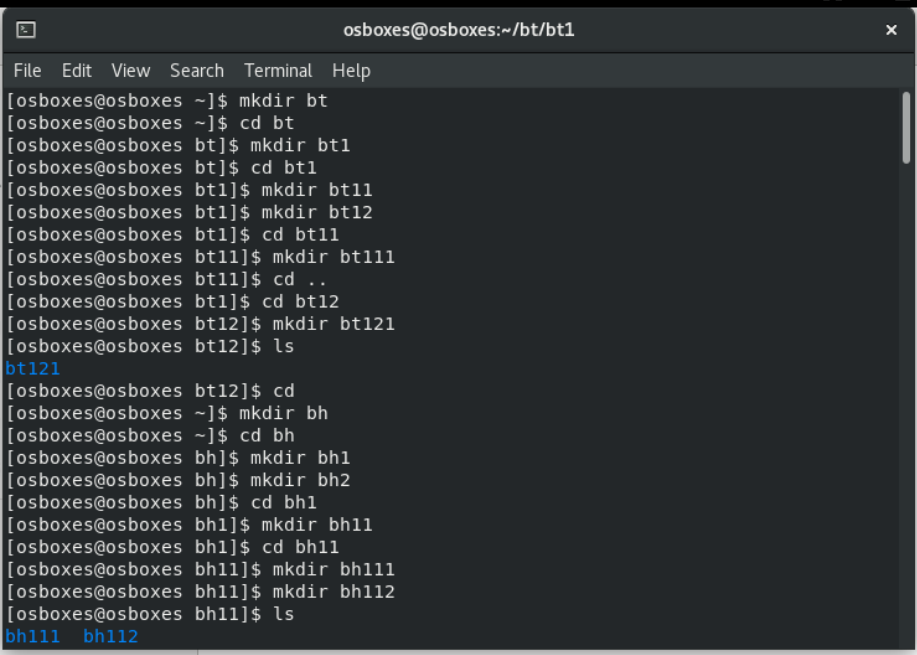 osboxes@osboxes:~/bt/bt1
File Edit View Search Terminal Help
[osboxes@osboxes ~]$ mkdir bt
[osboxes@osboxes ~]$ cd bt
[osboxes@osboxes bt]$ mkdir bt1
[osboxes@osboxes bt]$ cd bt1
[osboxes@osboxes bt1]$ mkdir bt11
[osboxes@osboxes bt1]$ mkdir bt12
[osboxes@osboxes bt1]$ cd bt11
[osboxes@osboxes bt11]$ mkdir bt111
[osboxes@osboxes bt11]$ cd ..
[osboxes@osboxes bt1]$ cd bt12
[osboxes@osboxes bt12]$ mkdir bt121
[osboxes@osboxes bt12]$ ls
bt121
[osboxes@osboxes bt12]$ cd
[osboxes@osboxes ~]$ mkdir bh
[osboxes@osboxes ~]$ cd bh
[osboxes@osboxes bh]$ mkdir bh1
[osboxes@osboxes bh]$ mkdir bh2
[osboxes@osboxes bh]$ cd bh1
[osboxes@osboxes bh1]$ mkdir bh11
[osboxes@osboxes bh1]$ cd bh11
[osboxes@osboxes bh11]$ mkdir bh111
[osboxes@osboxes bh11]$ mkdir bh112
[osboxes@osboxes bh11]$ ls
bh111  bh112